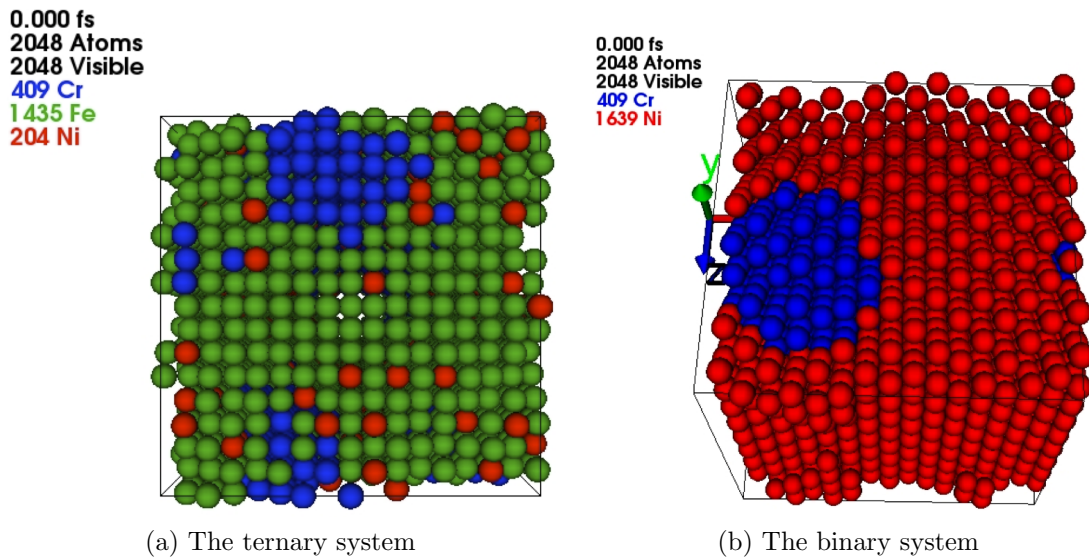 0.000 fs
2048 Atoms
2048 Visible
409 Cr
1435 Fe
204 Ni
(a) The ternary system
0.000 fs
2048 Atoms
2048 Visible
409 Cr
1639 Ni
y
z
(b) The binary system